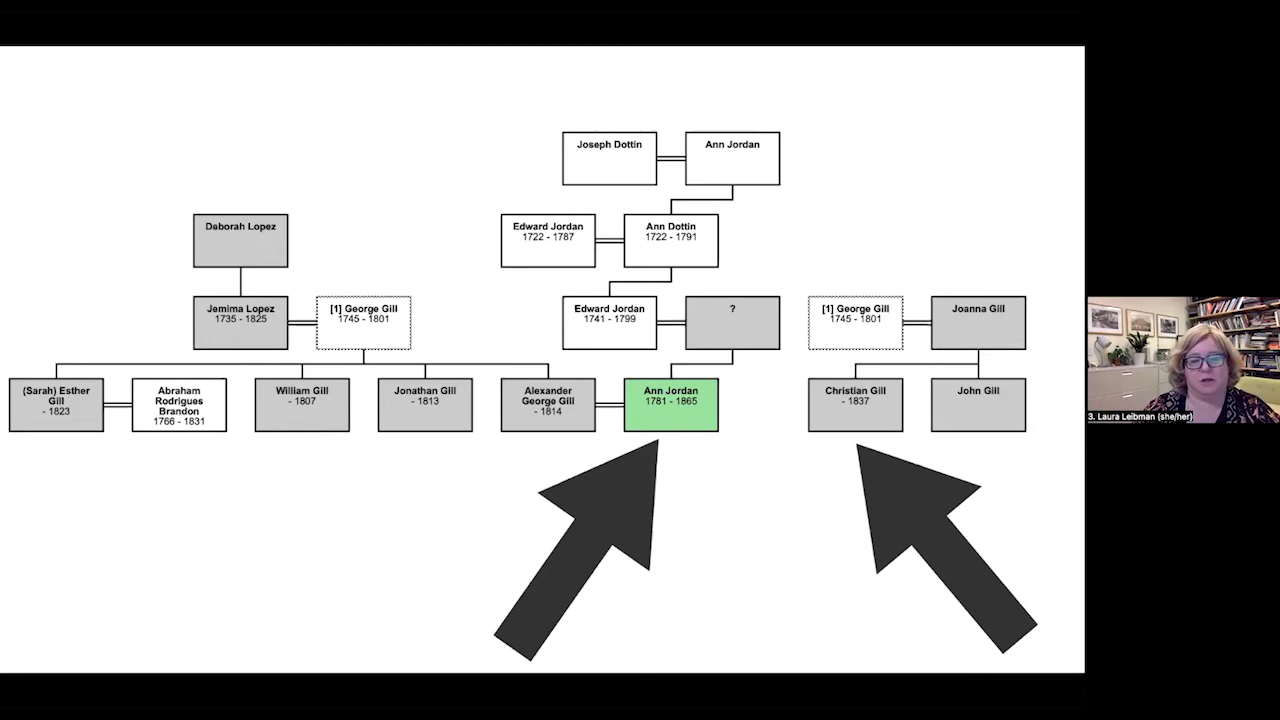 Joseph Dottin
Ann Jordan
Deborah Lopez
Edward Jordan
1722 - 1787
Ann Dottin
1722 - 1791
Jemima Lopez
1735 - 1825
[1] George Gill
1745 - 1801
Edward Jordan
1741 - 1799
?
[1] George Gill
1745 - 1801
Joanna Gill
(Sarah) Esther
Gill
- 1823
Abraham
Rodrigues
Brandon
1766 - 1831
William Gill
- 1807
Jonathan Gill
- 1813
Alexander
George Gill
- 1814
Ann Jordan
1781 - 1865
Christian Gill
- 1837
John Gill
3. Laura Leibman (she/her)